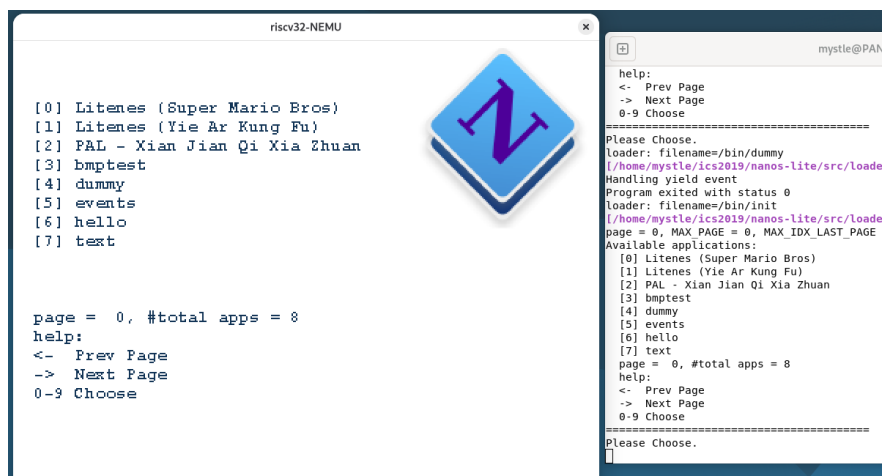 riscv32-NEMU
[0] Litenes (Super Mario Bros)
[1] Litenes (Yie Ar Kung Fu)
[2] PAL - Xian Jian Qi Xia Zhuan
[3] bmptest
[4] dummy
[5] events
[6] hello
[7] text
page =  0, #total apps = 8
help:
<-  Prev Page
->  Next Page
0-9 Choose
N
mystle@PAN
help:
<-  Prev Page
->  Next Page
0-9 Choose
========================================
Please Choose.
loader: filename=/bin/dummy
[/home/mystle/ics2019/nanos-lite/src/loade
Handling yield event
Program exited with status 0
loader: filename=/bin/init
[/home/mystle/ics2019/nanos-lite/src/loade
page = 0, MAX_PAGE = 0, MAX_IDX_LAST_PAGE
Available applications:
[0] Litenes (Super Mario Bros)
[1] Litenes (Yie Ar Kung Fu)
[2] PAL - Xian Jian Qi Xia Zhuan
[3] bmptest
[4] dummy
[5] events
[6] hello
[7] text
page =  0, #total apps = 8
help:
<-  Prev Page
->  Next Page
0-9 Choose
========================================
Please Choose.